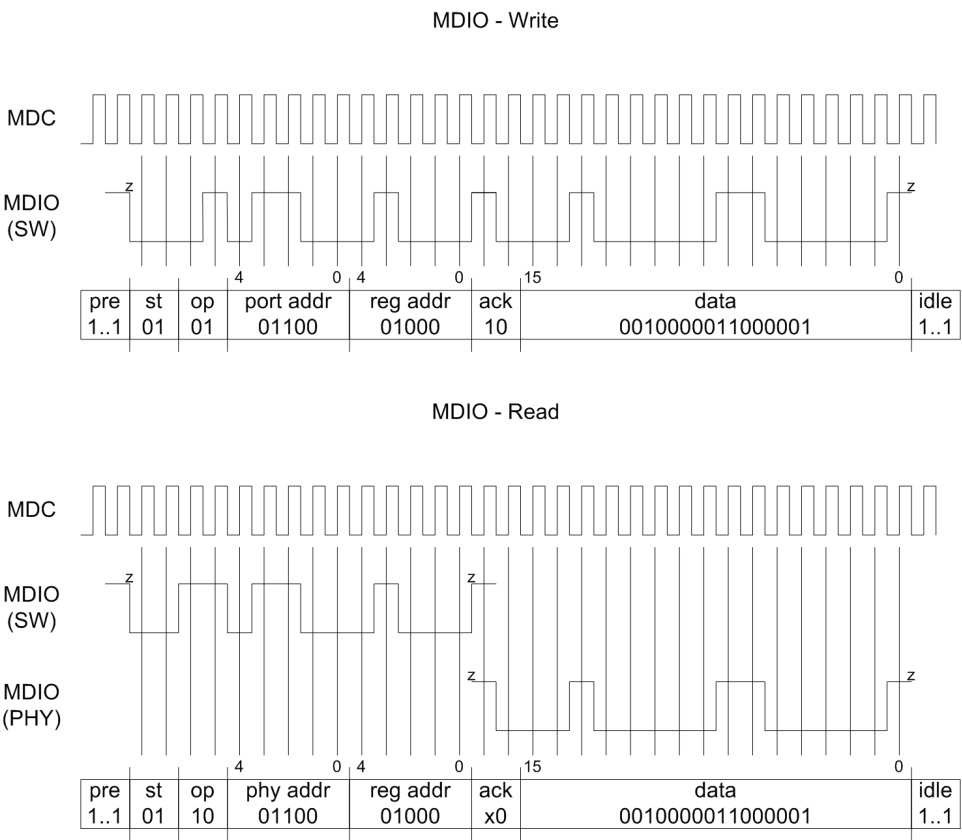 MDIO - Write
MDC
z z
MDIO
(SW)
4 0 4 0 15 0
pre st op port addr reg addr ack data idle
1..1 01 01 01100 01000 10 0010000011000001 1..1
MDIO - Read
MDC
z z
MDIO
(SW)
z z
MDIO
(PHY)
4 0 4 0 15 0
pre st op phy addr reg addr ack data idle
1..1 01 10 01100 01000 x0 0010000011000001 1..1